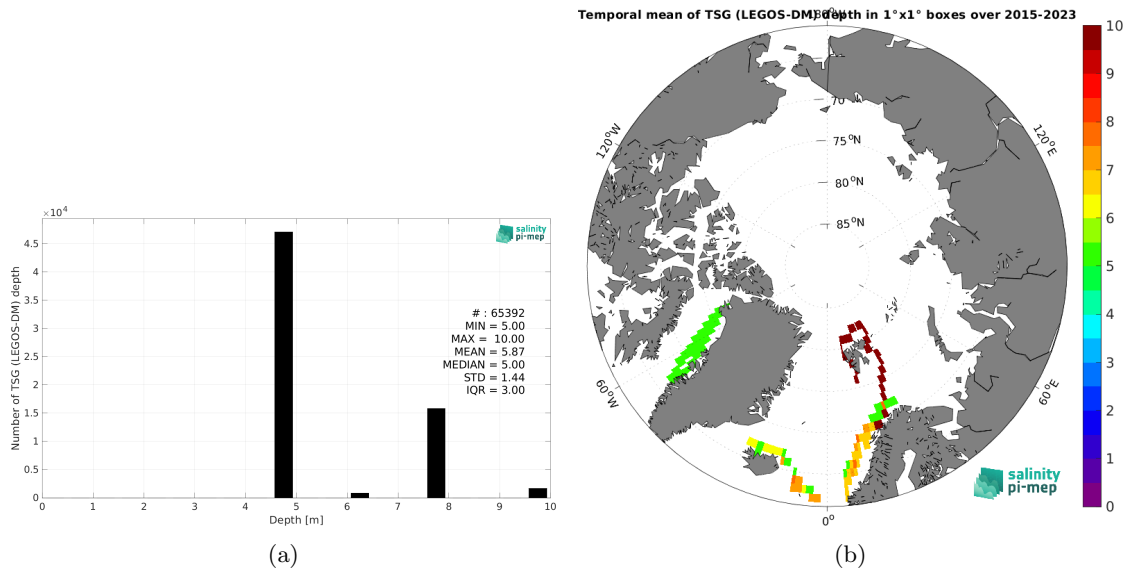 ×10⁴
4.5
4
3.5
3
2.5
2
1.5
1
0.5
0
Number of TSG (LEGOS-DM) depth
salinity
pi-mep
# : 65392
MIN = 5.00
MAX = 10.00
MEAN = 5.87
MEDIAN = 5.00
STD = 1.44
IQR = 3.00
0 1 2 3 4 5 6 7 8 9 10
Depth [m]
(a)
Temporal mean of TSG (LEGOS-DM) depth in 1°x1° boxes over 2015-2023
180°W
120°W
120°E
60°W
60°E
0°
70
75°N
80°N
85°N
10
9
8
7
6
5
4
3
2
1
0
salinity
pi-mep
(b)